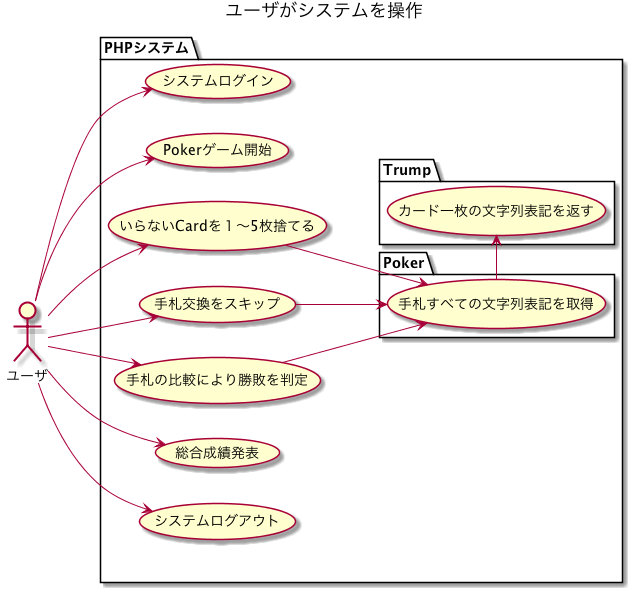 ユーザがシステムを操作
PHPシステム
システムログイン
Pokerゲーム開始
Trump
カード一枚の文字列表記を返す
いらないCardを１～5枚捨てる
Poker
手札交換をスキップ
手札すべての文字列表記を取得
ユーザ
手札の比較により勝敗を判定
総合成績発表
システムログアウト